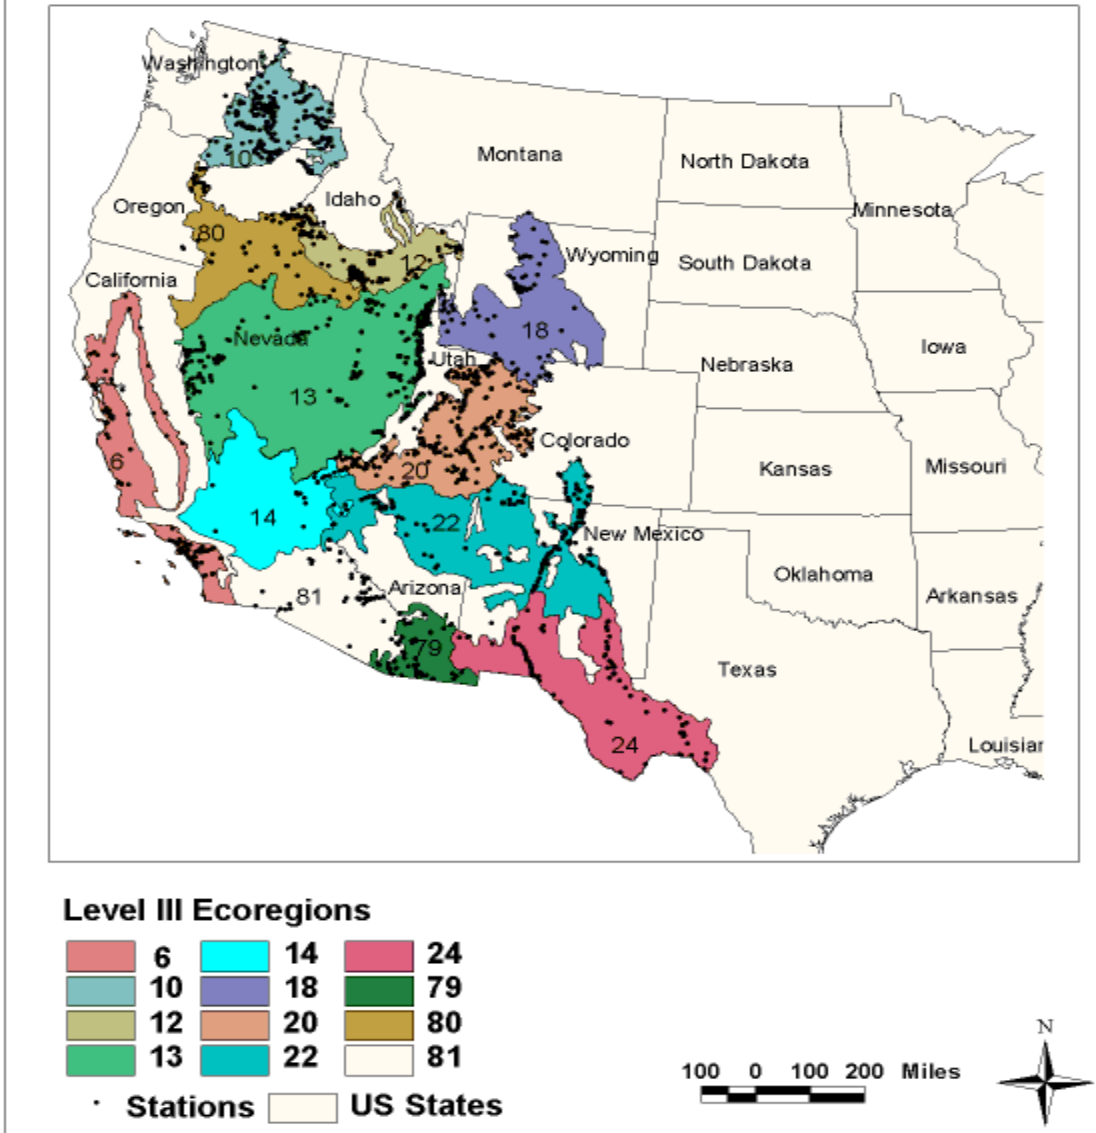 Washington
Montana
North Dakota
10
Idaho
Oregon
Minnesota
80
Wyoming
12
South Dakota
California
18
Nevada
Iowa
Utah
Nebraska
13
Colorado
6
20
Kansas
Missouri
14
22
New Mexico
Oklahoma
81
Arizona
Arkansas
79
Texas
24
Louisiar
Level III Ecoregions
6 14 24
10 18 79
12 20 80
13 22 81
Stations US States
100 0 100 200 Miles
N